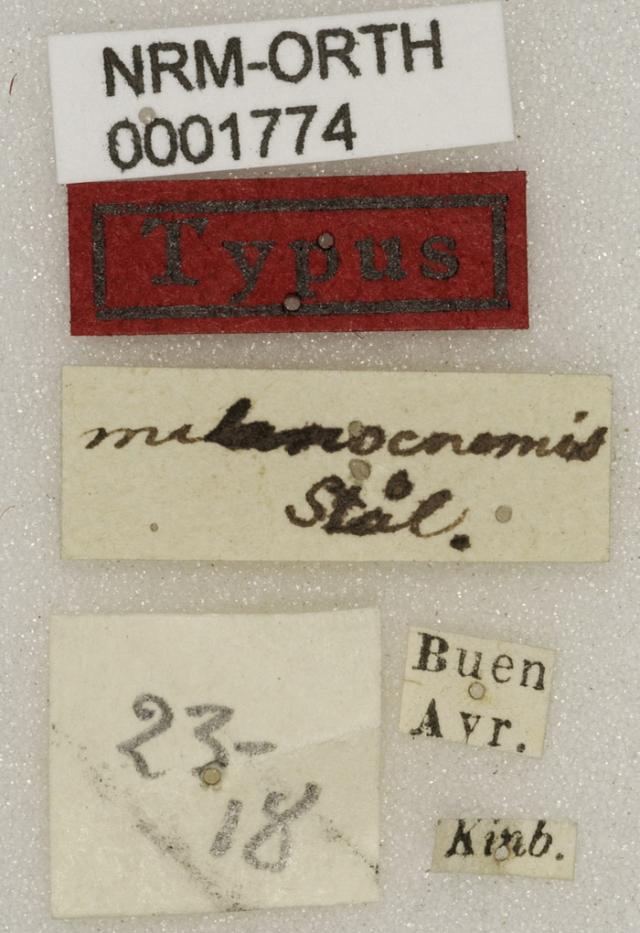 NRM-ORTH
0001774
Typus
melanocnemis
Stål.
23-
18
Buen
Ayr.
Kinb.